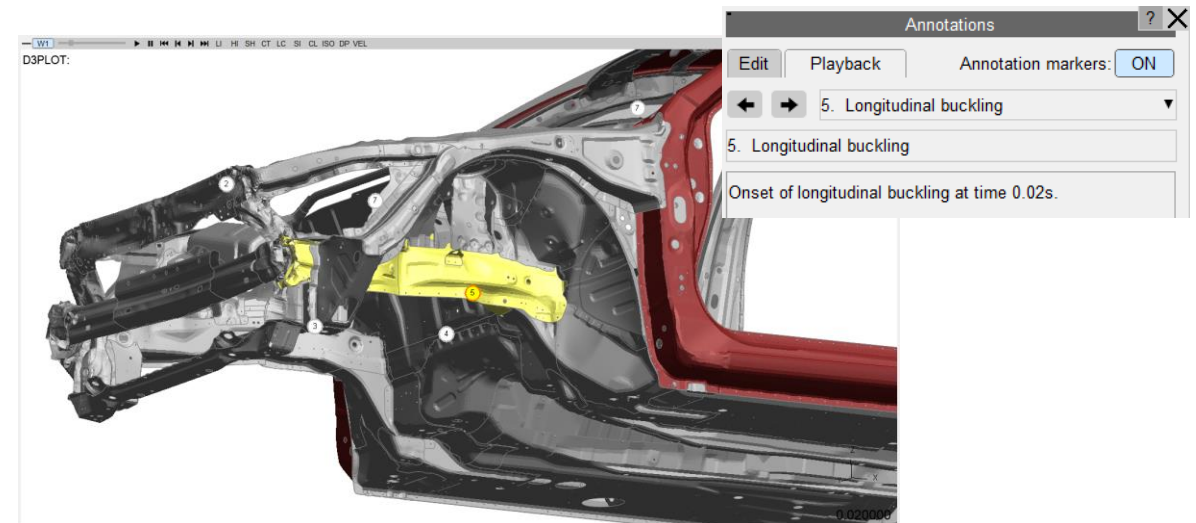 W1 LI HI SH CT LC SI CL ISO DP VEL
D3PLOT:
2
7
7
5
3
4
Z
X
0.020000
Annotations
? X
Edit Playback Annotation markers: ON
5. Longitudinal buckling
5. Longitudinal buckling
Onset of longitudinal buckling at time 0.02s.